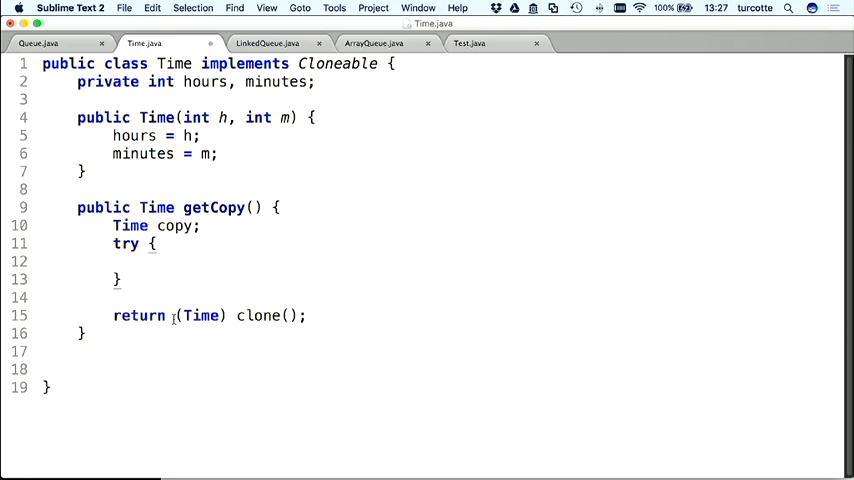 Sublime Text 2 File Edit Selection Find View Goto Tools Project Window Help 100% 13:27 turcotte
Time.java
Queue.java × Time.java LinkedQueue.java × ArrayQueue.java × Test.java ×
1 public class Time implements Cloneable {
2 private int hours, minutes;
3
4 public Time(int h, int m) {
5 hours = h;
6 minutes = m;
7 }
8
9 public Time getCopy() {
10 Time copy;
11 try {
12
13 }
14
15 return (Time) clone();
16 }
17
18
19 }